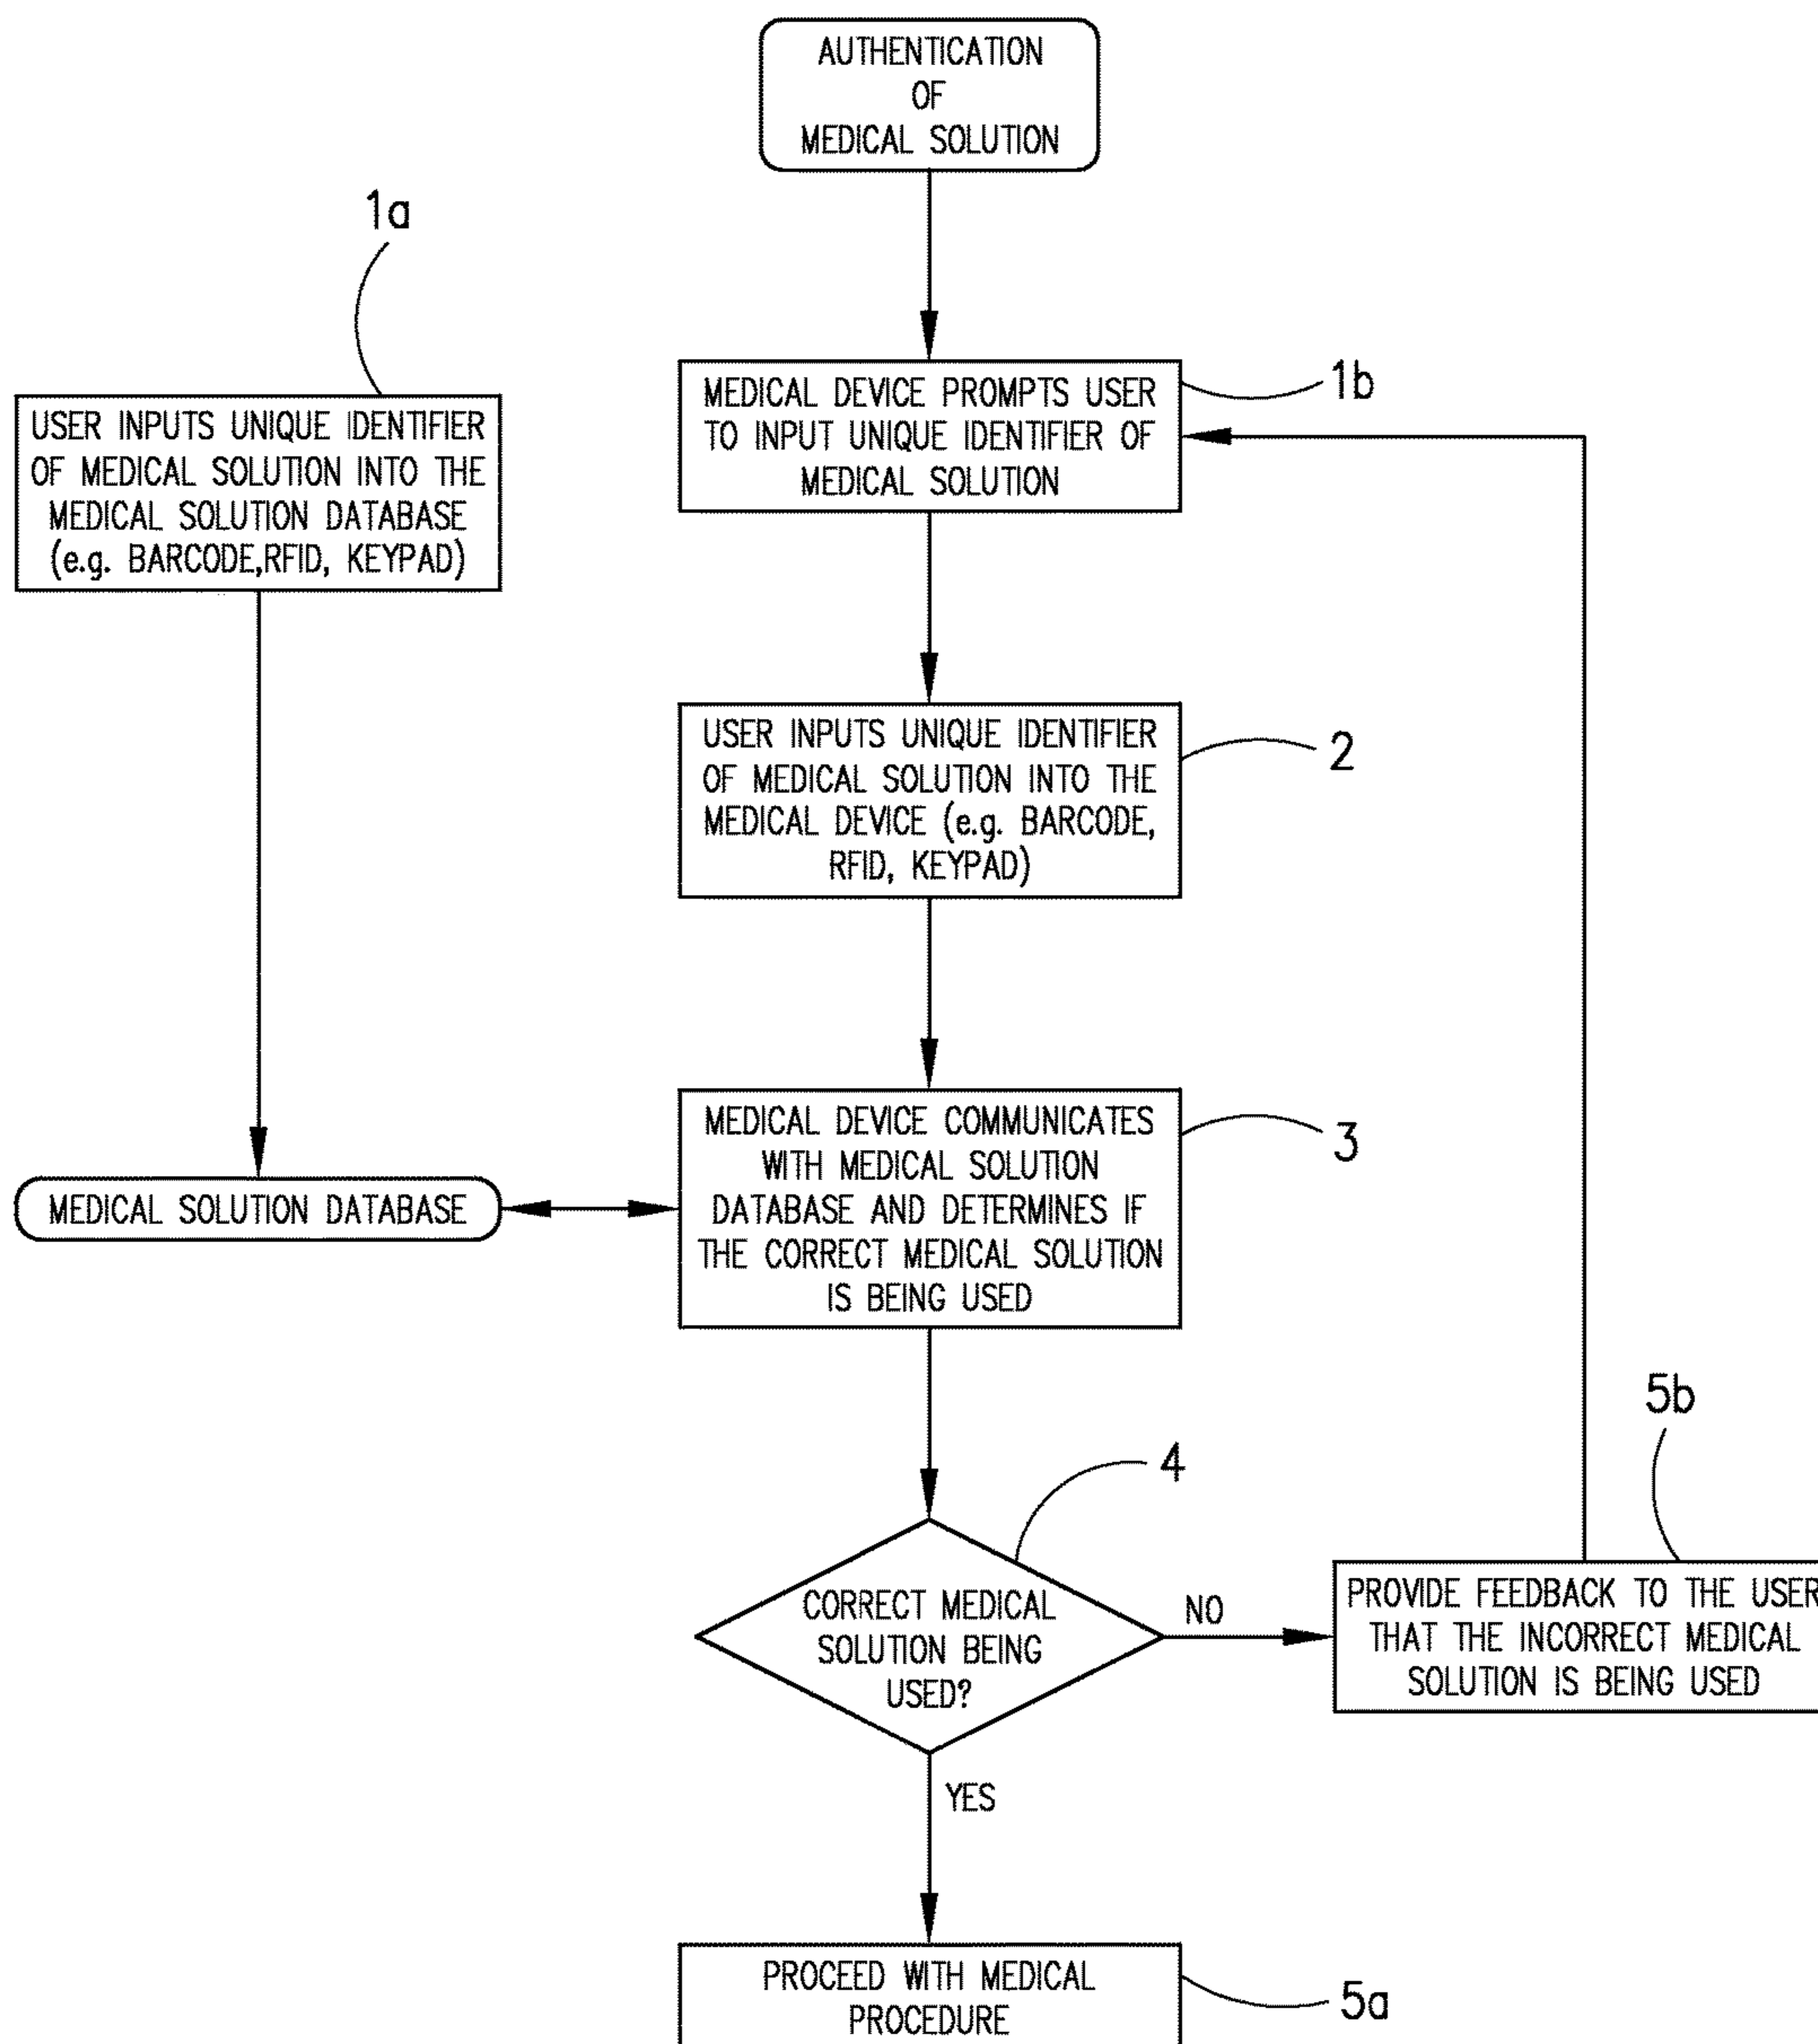 AUTHENTICATION
OF
MEDICAL SOLUTION
1a
USER INPUTS UNIQUE IDENTIFIER
OF MEDICAL SOLUTION INTO THE
MEDICAL SOLUTION DATABASE
(e.g. BARCODE,RFID, KEYPAD)
MEDICAL DEVICE PROMPTS USER
TO INPUT UNIQUE IDENTIFIER OF
MEDICAL SOLUTION
1b
USER INPUTS UNIQUE IDENTIFIER
OF MEDICAL SOLUTION INTO THE
MEDICAL DEVICE (e.g. BARCODE,
RFID, KEYPAD)
2
MEDICAL SOLUTION DATABASE
MEDICAL DEVICE COMMUNICATES
WITH MEDICAL SOLUTION
DATABASE AND DETERMINES IF
THE CORRECT MEDICAL SOLUTION
IS BEING USED
3
4
CORRECT MEDICAL
SOLUTION BEING
USED?
NO
5b
PROVIDE FEEDBACK TO THE USER
THAT THE INCORRECT MEDICAL
SOLUTION IS BEING USED
YES
PROCEED WITH MEDICAL
PROCEDURE
5a